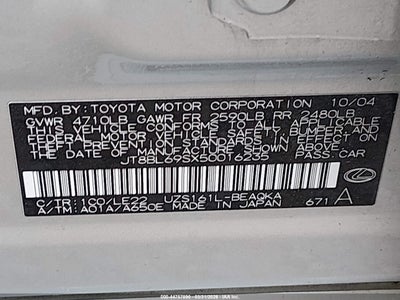 MFD. BY: TOYOTA MOTOR CORPORATION 10/04
GVWR 4710LB GAWR FR 2590LB RR 2480LB
THIS VEHICLE CONFORMS TO ALL APPLICABLE
FEDERAL MOTOR VEHICLE SAFETY, BUMPER, AND
THEFT PREVENTION STANDARDS IN EFFECT ON
THE DATE OF MANUFACTURE SHOWN ABOVE.
JT8BL69SX50016235 PASS. CAR
C/TR: 1C0/LE22 UZS161L-BEAQKA
A/TM: A01A/A650E MADE IN JAPAN 671 A